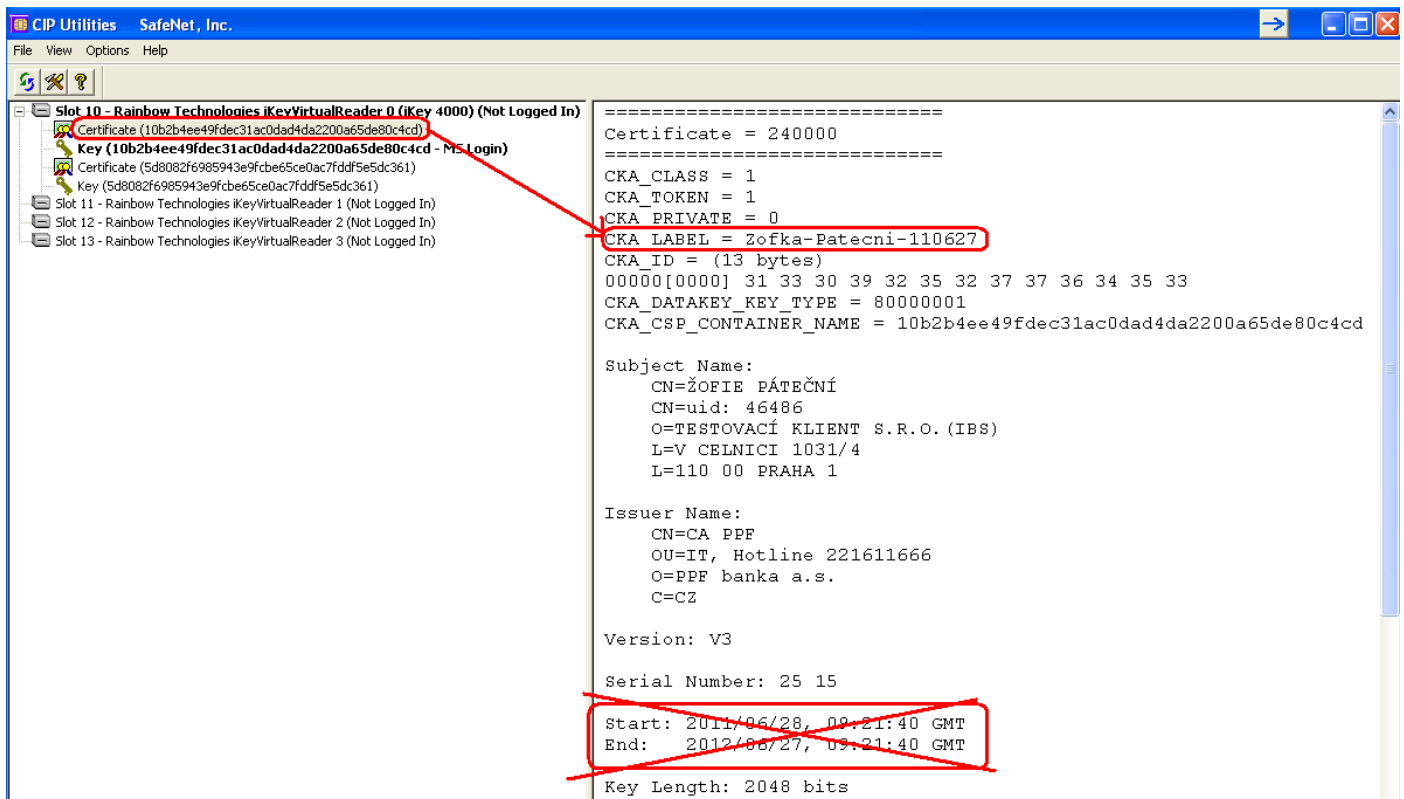 CIP Utilities SafeNet, Inc.
File View Options Help
Slot 10 - Rainbow Technologies iKeyVirtualReader 0 (iKey 4000) (Not Logged In)
Certificate (10b2b4ee49fdec31ac0dad4da2200a65de80c4cd)
Key (10b2b4ee49fdec31ac0dad4da2200a65de80c4cd - MS Login)
Certificate (5d8082f6985943e9fcbe65ce0ac7fddf5e5dc361)
Key (5d8082f6985943e9fcbe65ce0ac7fddf5e5dc361)
Slot 11 - Rainbow Technologies iKeyVirtualReader 1 (Not Logged In)
Slot 12 - Rainbow Technologies iKeyVirtualReader 2 (Not Logged In)
Slot 13 - Rainbow Technologies iKeyVirtualReader 3 (Not Logged In)
=============================
Certificate = 240000
=============================
CKA_CLASS = 1
CKA_TOKEN = 1
CKA_PRIVATE = 0
CKA_LABEL = Zofka-Patecni-110627
CKA_ID = (13 bytes)
00000[0000] 31 33 30 39 32 35 32 37 37 36 34 35 33
CKA_DATAKEY_KEY_TYPE = 80000001
CKA_CSP_CONTAINER_NAME = 10b2b4ee49fdec31ac0dad4da2200a65de80c4cd
Subject Name:
CN=ŽOFIE PÁTEČNÍ
CN=uid: 46486
O=TESTOVACÍ KLIENT S.R.O.(IBS)
L=V CELNICI 1031/4
L=110 00 PRAHA 1
Issuer Name:
CN=CA PPF
OU=IT, Hotline 221611666
O=PPF banka a.s.
C=CZ
Version: V3
Serial Number: 25 15
Start: 2011/06/28, 09:21:40 GMT
End: 2012/06/27, 09:21:40 GMT
Key Length: 2048 bits